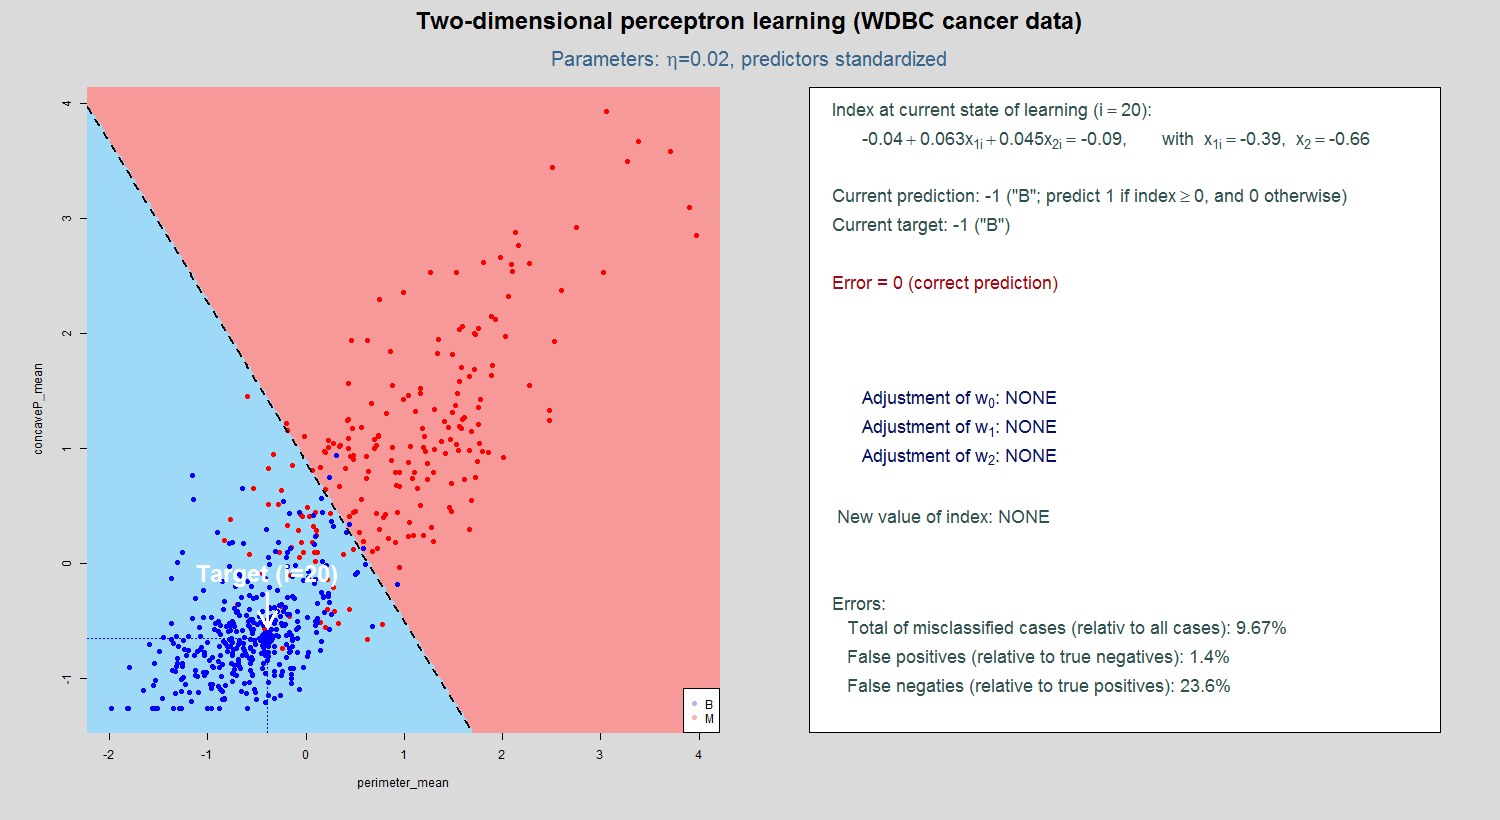 Two-dimensional perceptron learning (WDBC cancer data)
Parameters: η=0.02, predictors standardized
4
3
2
1
0
-1
concaveP_mean
Target (i=20)
B
M
-2 -1 0 1 2 3 4
perimeter_mean
Index at current state of learning (i = 20):
-0.04 + 0.063x1i + 0.045x2i = -0.09, with x1i = -0.39, x2 = -0.66
Current prediction: -1 ("B"; predict 1 if index ≥ 0, and 0 otherwise)
Current target: -1 ("B")
Error = 0 (correct prediction)
Adjustment of w0: NONE
Adjustment of w1: NONE
Adjustment of w2: NONE
New value of index: NONE
Errors:
Total of misclassified cases (relativ to all cases): 9.67%
False positives (relative to true negatives): 1.4%
False negaties (relative to true positives): 23.6%